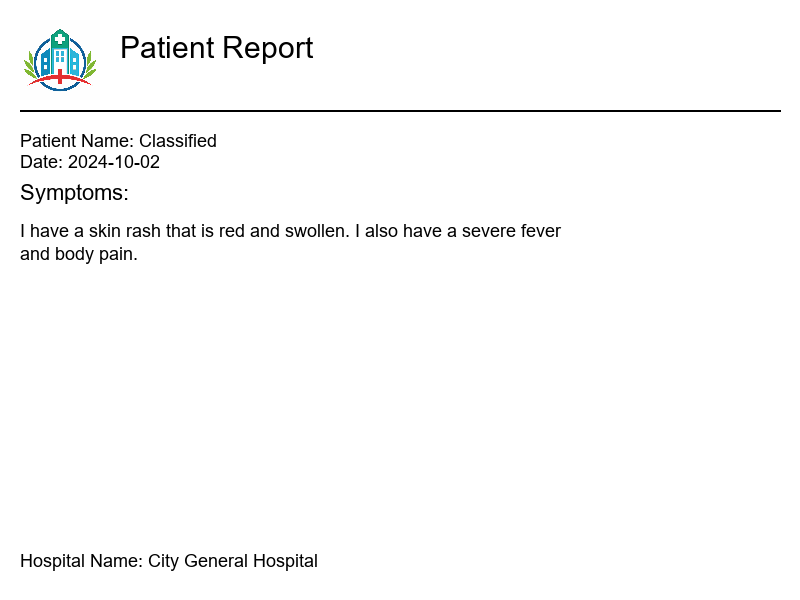 Patient Report
Patient Name: Classified
Date: 2024-10-02
Symptoms:
I have a skin rash that is red and swollen. I also have a severe fever
and body pain.
Hospital Name: City General Hospital